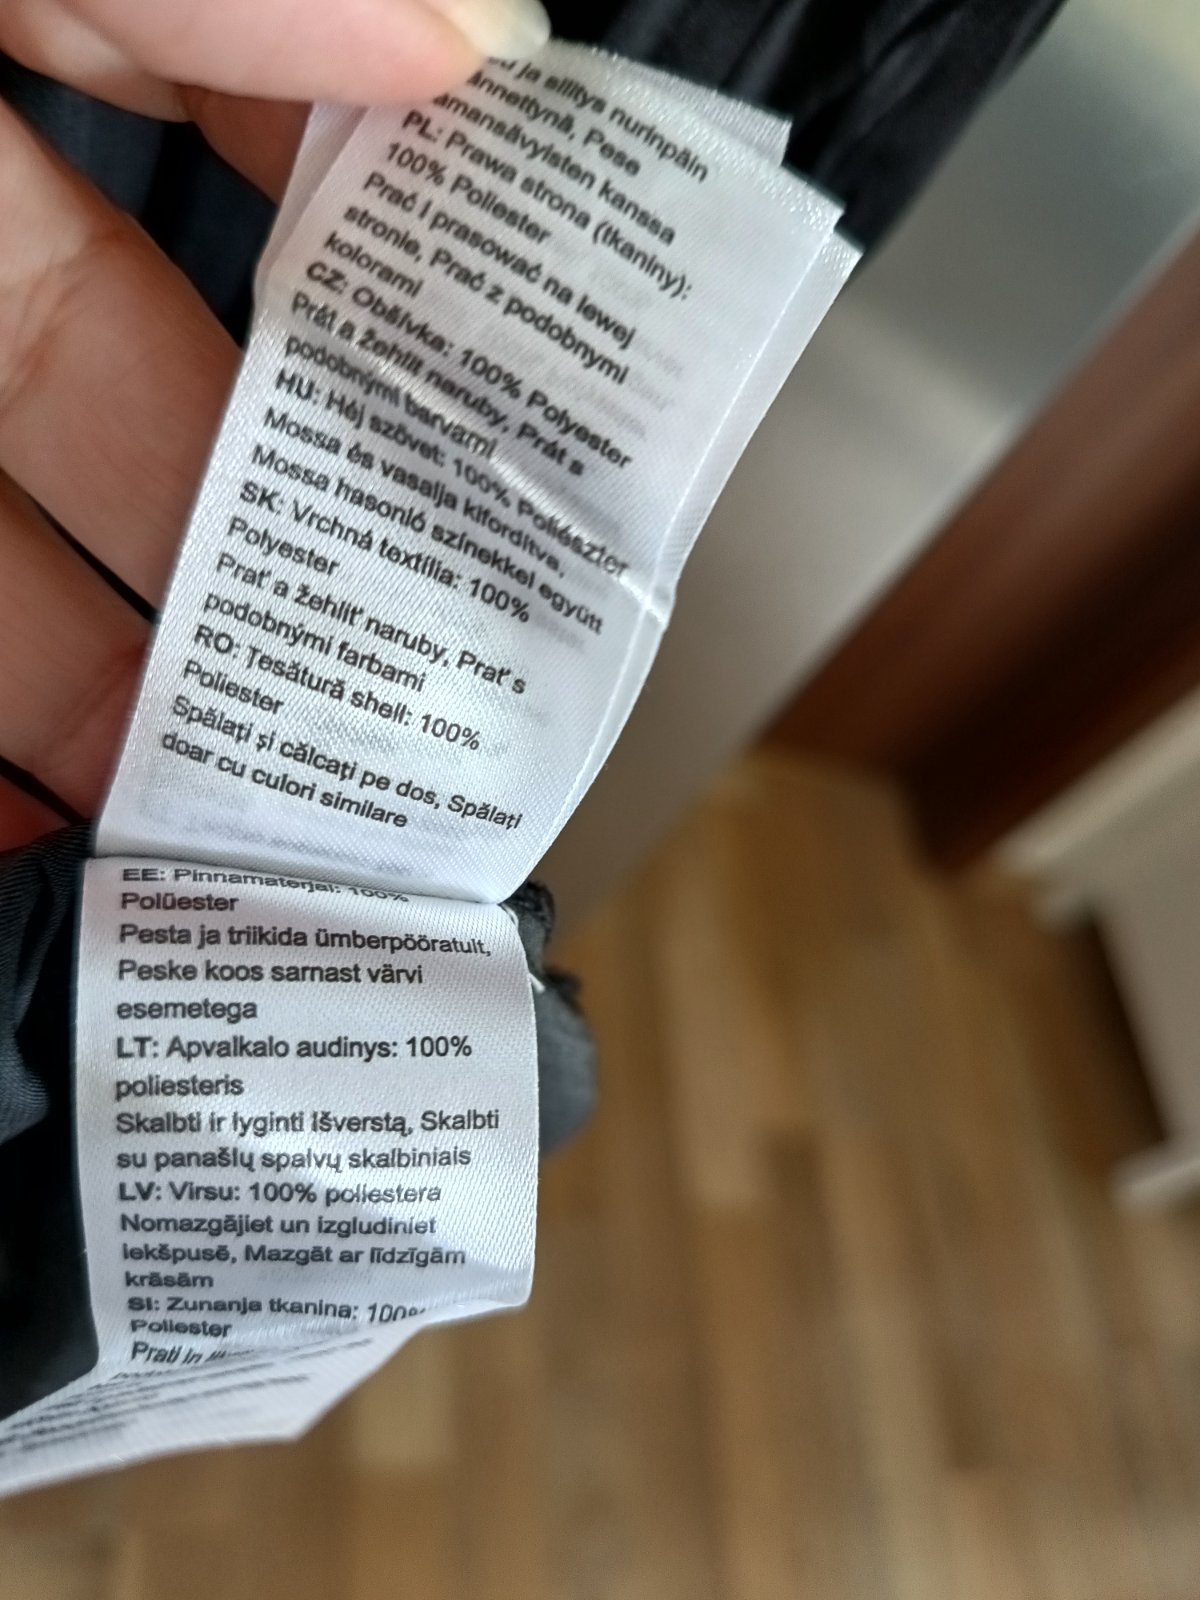 ja silitys nurinpäin
Pese
kanssa
PL: Prawa strona (tkaniny):
100% Poliester
Prać i prasować na lewej
stronie, Prać z podobnymi
kolorami
CZ: Obšívka: 100% Polyester
Prát a žehlit naruby, Prát s
podobnými barvami
HU: Héj szövet: 100% Poliészter
Mossa és vasalja kifordítva,
Mossa hasonló színekkel együtt
SK: Vrchná textília: 100%
Polyester
Prať a žehliť naruby, Prať s
podobnými farbami
RO: Țesătură shell: 100%
Poliester
Spălați și călcați pe dos, Spălați
doar cu culori similare
EE: Pinnamaterjal: 100%
Polüester
Pesta ja triikida ümberpööratult,
Peske koos sarnast värvi
esemetega
LT: Apvalkalo audinys: 100%
poliesteris
Skalbti ir lyginti išverstą, Skalbti
su panašių spalvų skalbiniais
LV: Virsu: 100% poliestera
Nomazgājiet un izgludiniet
iekšpusē, Mazgāt ar līdzīgām
krāsām
SI: Zunanja tkanina: 100%
Poliester
Prati in